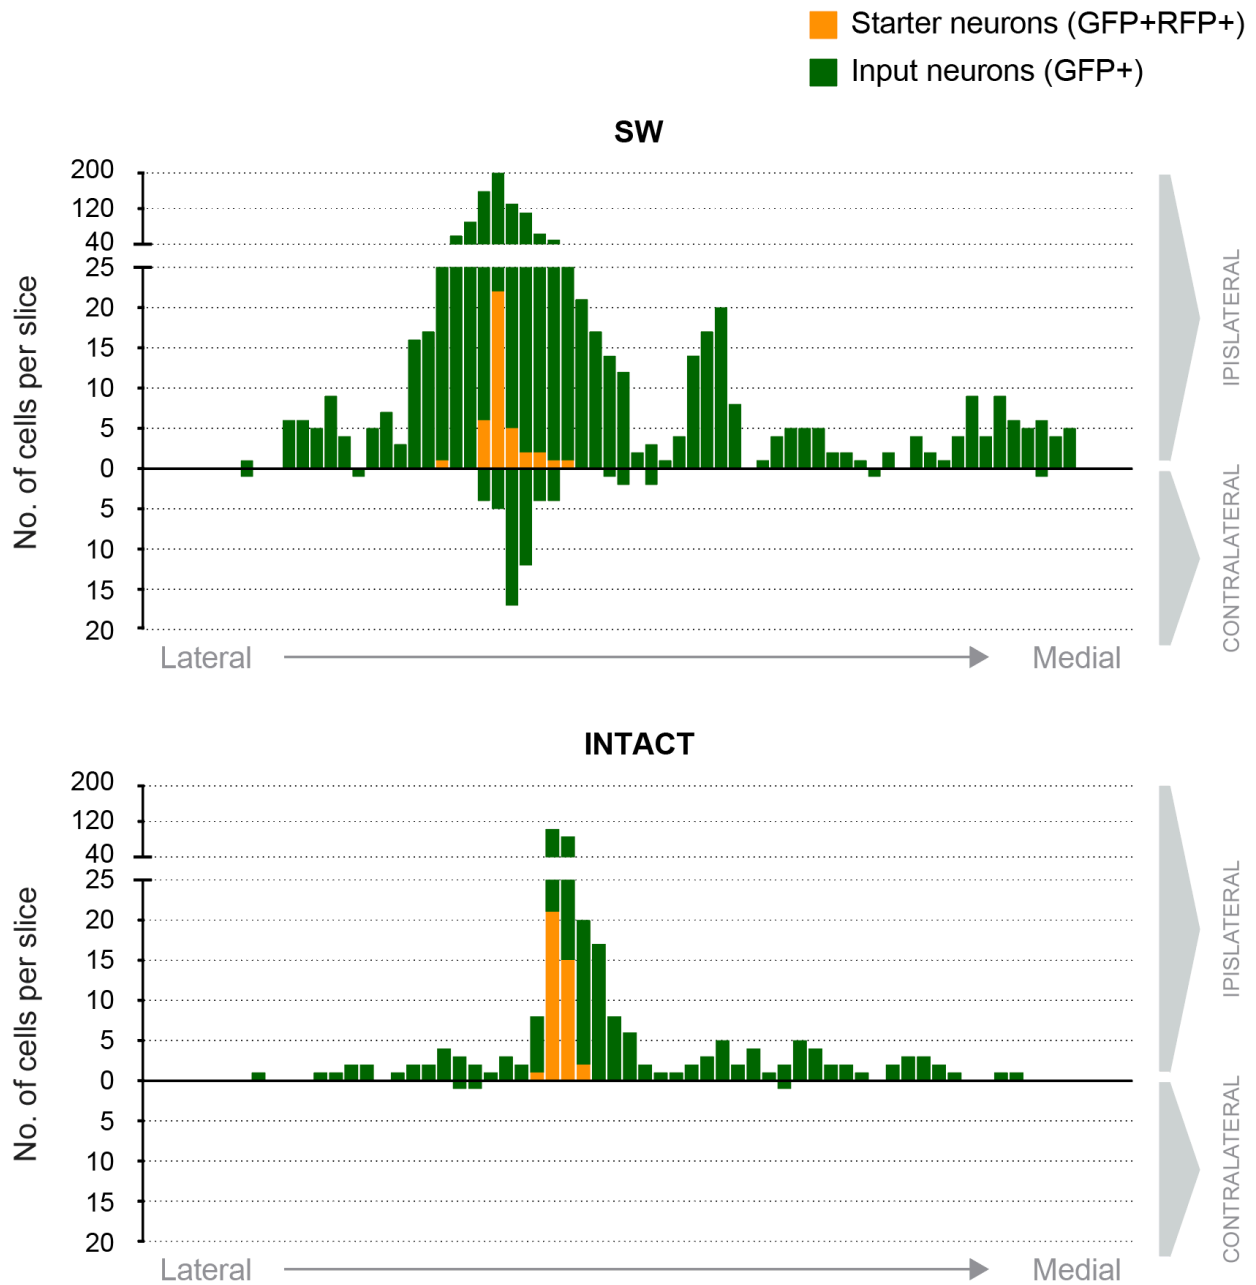 Starter neurons (GFP+RFP+)
Input neurons (GFP+)
SW
No. of cells per slice
200
120
40
25
20
15
10
5
0
5
10
15
20
IPISLATERAL
CONTRALATERAL
Lateral
Medial
INTACT
No. of cells per slice
200
120
40
25
20
15
10
5
0
5
10
15
20
IPISLATERAL
CONTRALATERAL
Lateral
Medial